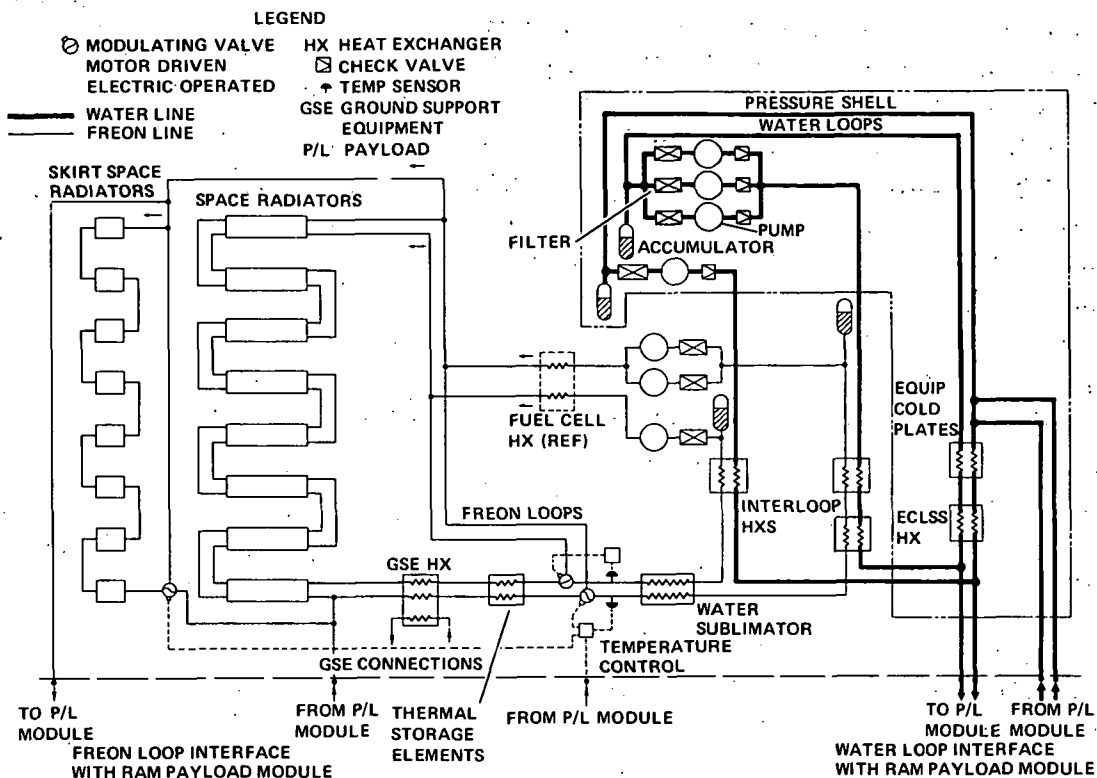 LEGEND
MODULATING VALVE
MOTOR DRIVEN
ELECTRIC OPERATED
WATER LINE
FREON LINE
HX HEAT EXCHANGER
CHECK VALVE
TEMP SENSOR
GSE GROUND SUPPORT
EQUIPMENT
P/L PAYLOAD
PRESSURE SHELL
WATER LOOPS
SKIRT SPACE
RADIATORS
SPACE RADIATORS
FILTER
ACCUMULATOR
PUMP
FUEL CELL
HX (REF)
EQUIP
COLD
PLATES
INTERLOOP
HXS
ECLSS
HX
FREON LOOPS
GSE HX
WATER
SUBLIMATOR
GSE CONNECTIONS
TEMPERATURE
CONTROL
TO P/L
MODULE
FROM P/L
MODULE
THERMAL
STORAGE
ELEMENTS
FROM P/L MODULE
TO P/L
MODULE
FROM P/L
MODULE
FREON LOOP INTERFACE
WITH RAM PAYLOAD MODULE
WATER LOOP INTERFACE
WITH RAM PAYLOAD MODULE